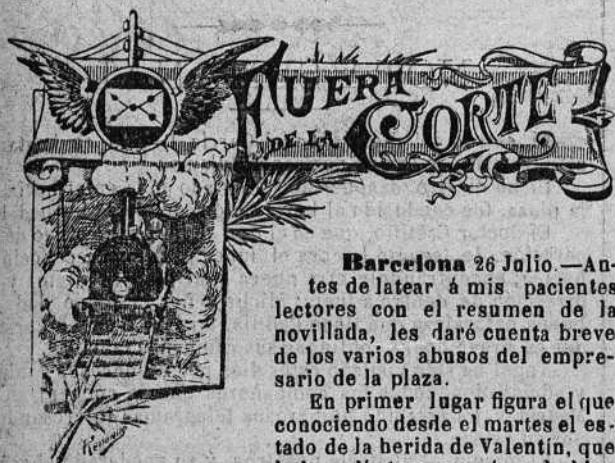 FUERA
DE LA CORTE
Barcelona 26 Julio.—An-
tes de latear á mis pacientes
lectores con el resumen de la
novillada, les daré cuenta breve
de los varios abusos del empre-
sario de la plaza.
En primer lugar figura el que
conociendo desde el martes el es-
tado de la herida de Valentín, que